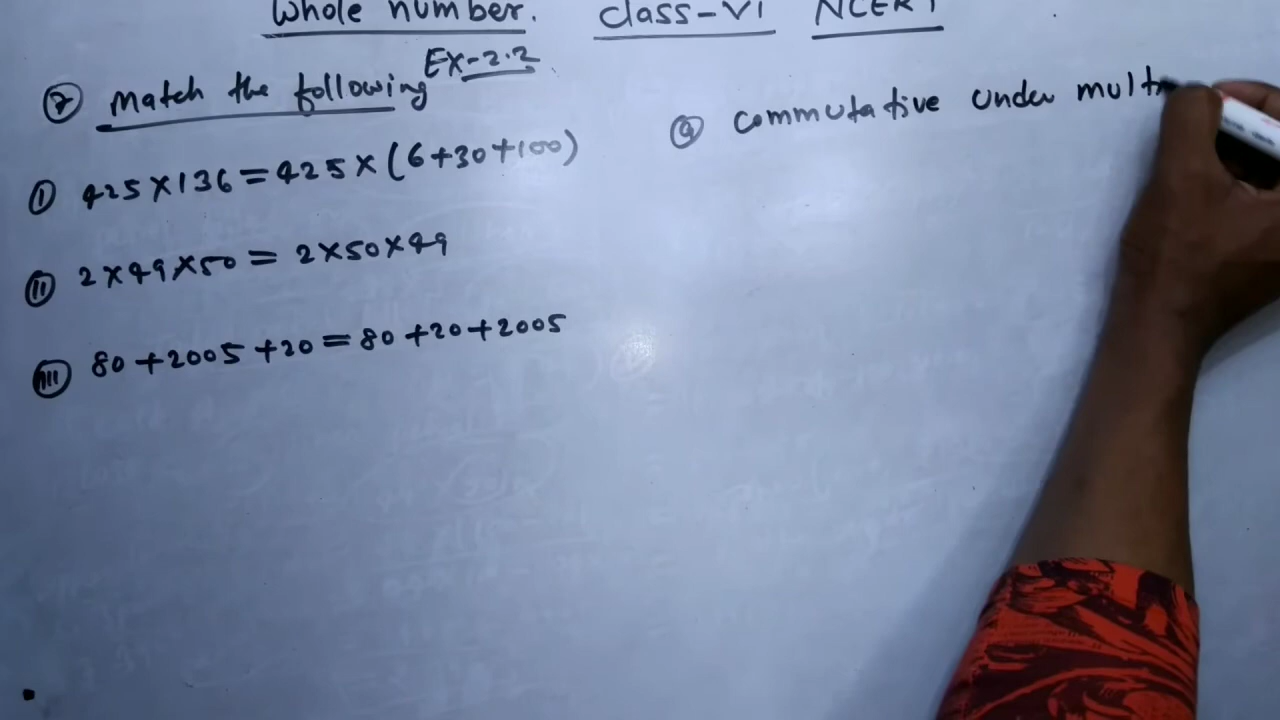 Whole number. Class-VI NCERT
Ex-2.2
⑦ Match the following
(i) 425×136=425×(6+30+100)
(ii) 2×49×50=2×50×49
(iii) 80+2005+20=80+20+2005
(a) Commutative under mult